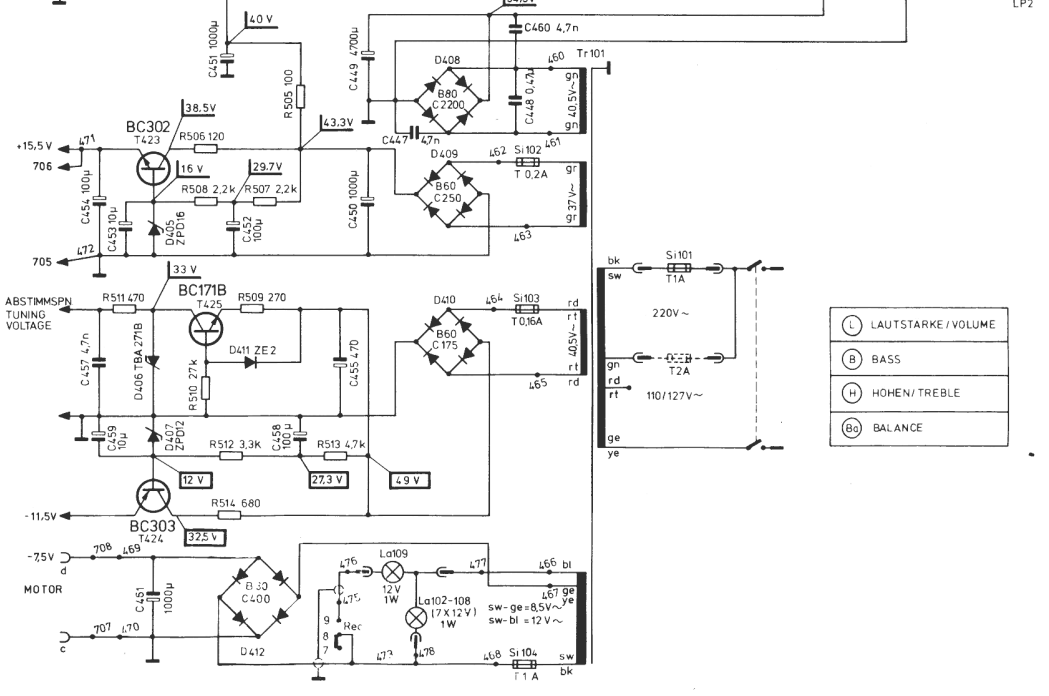 LP2
40 V
C451 1000µ
C449 4700µ
C460 4,7n
R505 100
D408
B80
C2200
C447 4,7n
C448 0,47µ
Tr101
460
gn
40,5V~
gn
461
38,5V
BC302
T423
R506 120
43,3V
+15,5V
471
706
16 V
29.7V
R508 2,2k
R507 2,2k
C454 100µ
C453 10µ
D405
ZPD16
C452
100µ
C450 1000µ
D409
B60
C250
462
Si102
T 0,2A
gr
37V~
gr
463
472
705
33 V
BC171B
T425
ABSTIMMSPN
TUNING
VOLTAGE
R511 470
R509 270
D411 ZE2
C457 4,7n
D406 TBA 271B
R510 27k
C455 470
D410
B60
C175
464
Si103
T0,16A
rd
rt
40,5V~
rt
rd
465
bk
sw
Si101
T1A
220V~
T2A
gn
rd
rt
110/127V~
ge
ye
L LAUTSTARKE/VOLUME
B BASS
H HOHEN/TREBLE
Ba BALANCE
C459
10µ
D407
ZPD12
C458
100µ
R512 3,3K
R513 4,7k
12 V
27,3 V
49 V
-11,5V
BC303
T424
R514 680
32,5V
-7,5V
d
708
469
MOTOR
C451
1000µ
c
707
470
B30
C400
D412
476
La109
12V
1W
477
466
bl
467
ge
ye
475
9
8
7
Rec
La102-108
(7X12V)
1W
sw-ge=8,5V~
sw-bl=12V~
473
478
468
Si104
T1A
sw
bk